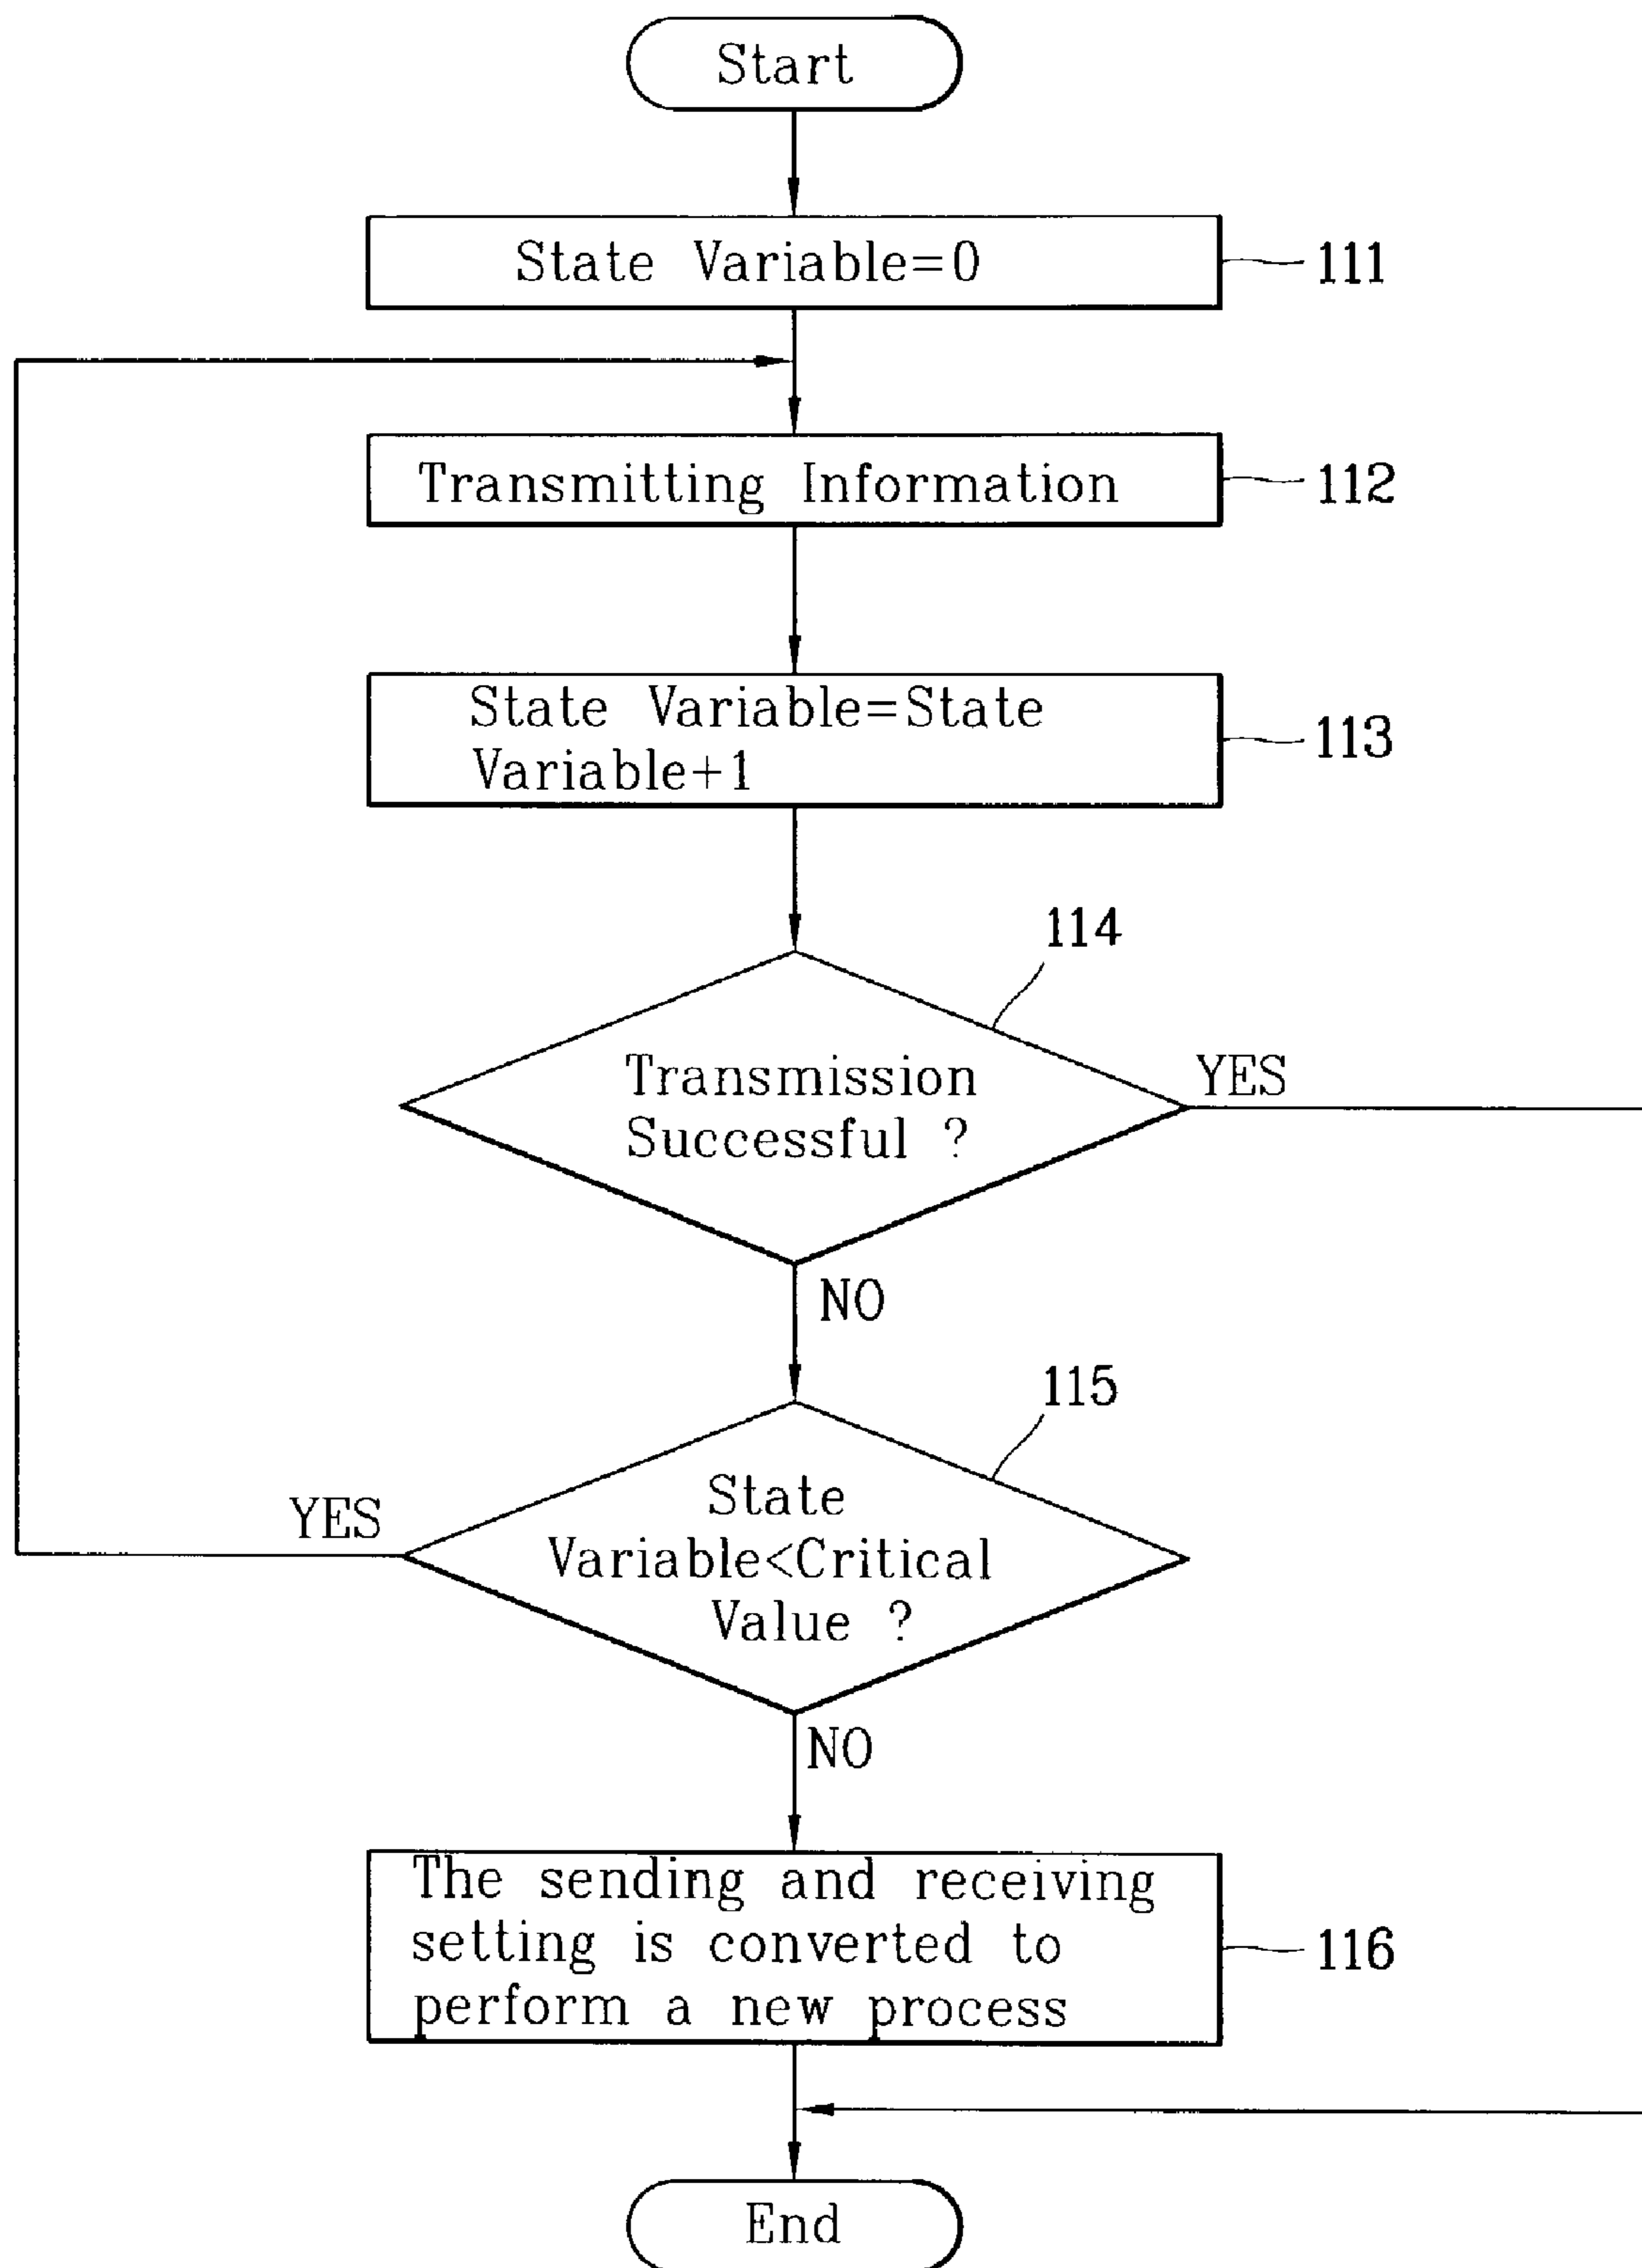 Start
State Variable=0
111
Transmitting Information
112
State Variable=State
Variable+1
113
114
Transmission
Successful ?
YES
NO
115
State
Variable<Critical
Value ?
YES
NO
The sending and receiving
setting is converted to
perform a new process
116
End